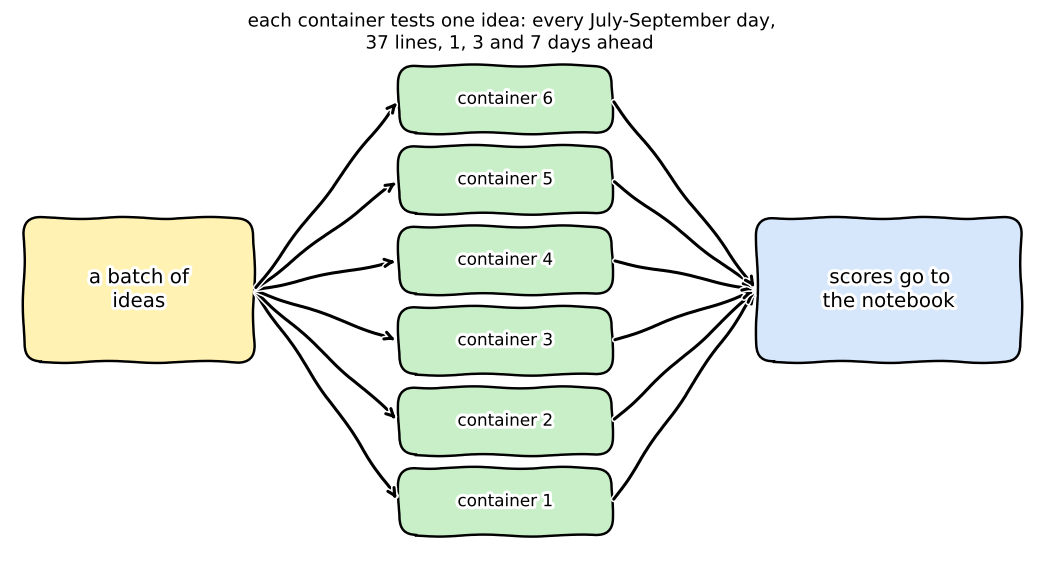 each container tests one idea: every July-September day,
37 lines, 1, 3 and 7 days ahead
container 6
container 5
container 4
container 3
container 2
container 1
a batch of
ideas
scores go to
the notebook